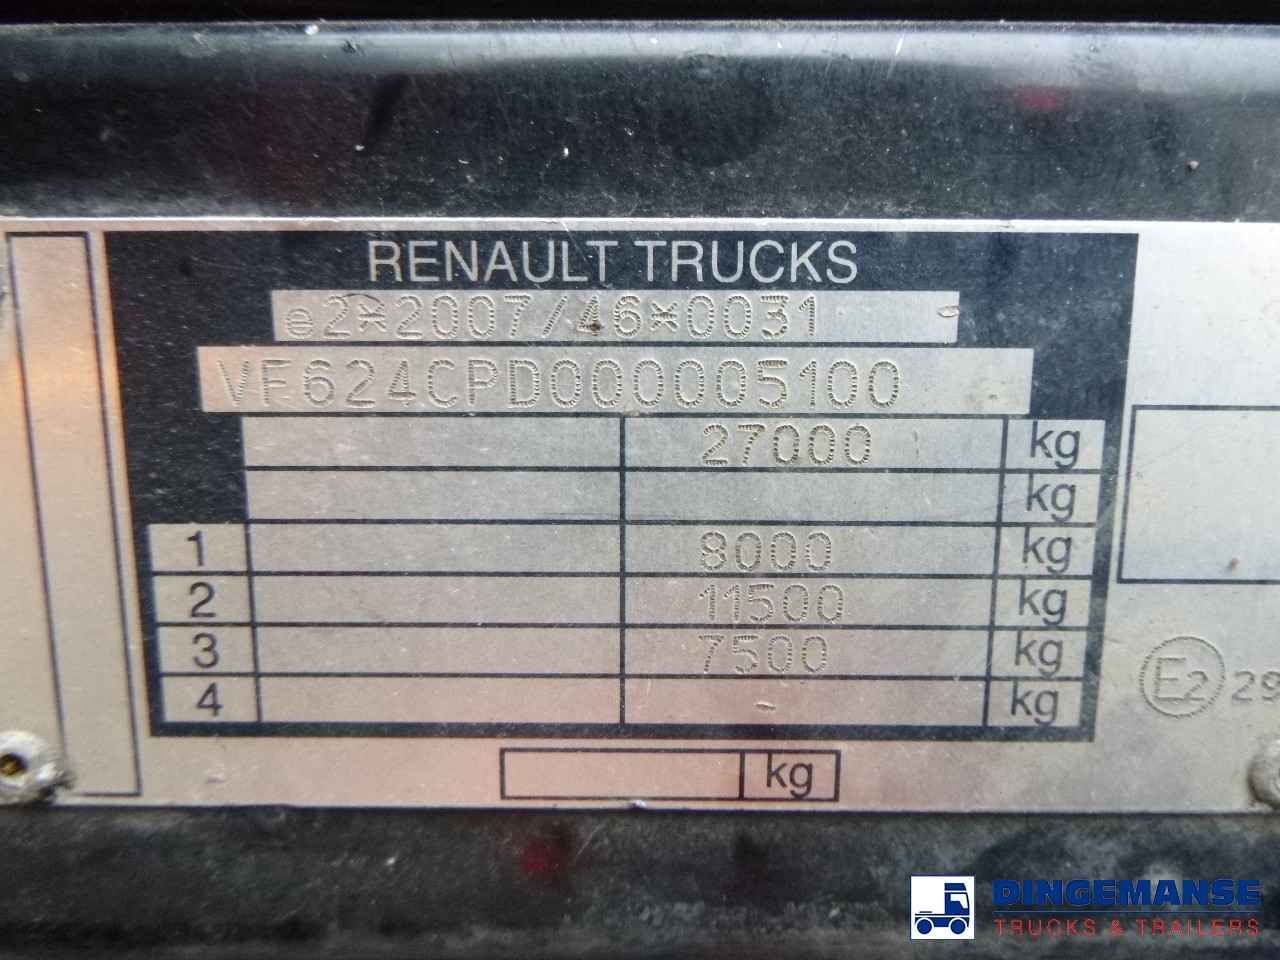 RENAULT TRUCKS
e2*2007/46*0031
VF624CPD000005100
27000 kg
kg
1 8000 kg
2 11500 kg
3 7500 kg
4 - kg
kg
E2 29
DINGEMANSE
TRUCKS & TRAILERS